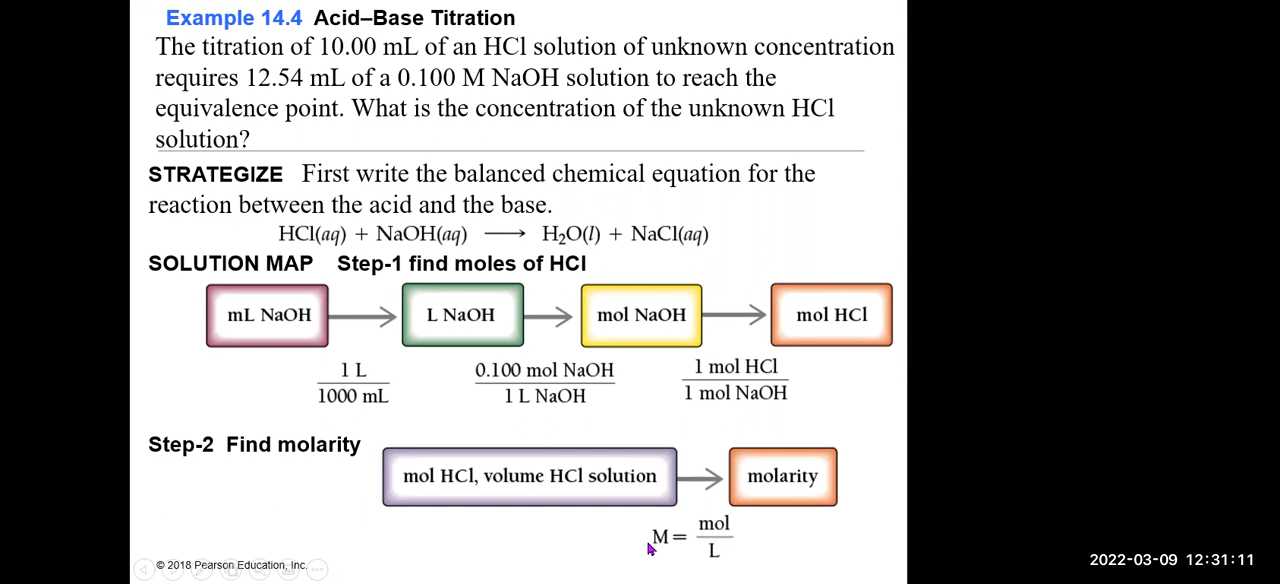 Example 14.4 Acid–Base Titration
The titration of 10.00 mL of an HCl solution of unknown concentration
requires 12.54 mL of a 0.100 M NaOH solution to reach the
equivalence point. What is the concentration of the unknown HCl
solution?
STRATEGIZE First write the balanced chemical equation for the
reaction between the acid and the base.
HCl(aq) + NaOH(aq) ⟶ H₂O(l) + NaCl(aq)
SOLUTION MAP Step-1 find moles of HCl
mL NaOH
L NaOH
mol NaOH
mol HCl
1 L
1000 mL
0.100 mol NaOH
1 L NaOH
1 mol HCl
1 mol NaOH
Step-2 Find molarity
mol HCl, volume HCl solution
molarity
M = mol
L
© 2018 Pearson Education, Inc.
2022-03-09 12:31:11